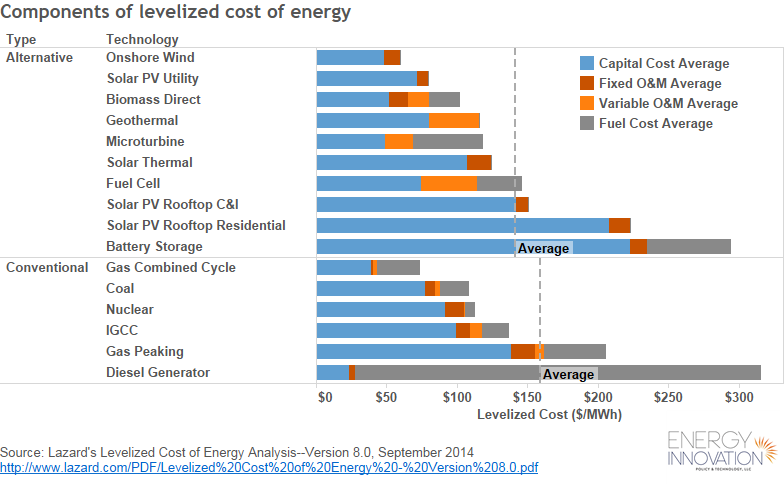 Components of levelized cost of energy
Type Technology
Alternative Onshore Wind
Solar PV Utility
Biomass Direct
Geothermal
Microturbine
Solar Thermal
Fuel Cell
Solar PV Rooftop C&I
Solar PV Rooftop Residential
Battery Storage
Capital Cost Average
Fixed O&M Average
Variable O&M Average
Fuel Cost Average
Average
Conventional Gas Combined Cycle
Coal
Nuclear
IGCC
Gas Peaking
Diesel Generator
Average
$0 $50 $100 $150 $200 $250 $300
Levelized Cost ($/MWh)
Source: Lazard's Levelized Cost of Energy Analysis--Version 8.0, September 2014
http://www.lazard.com/PDF/Levelized%20Cost%20of%20Energy%20-%20Version%208.0.pdf
ENERGY
INNOVATION
POLICY & TECHNOLOGY, LLC